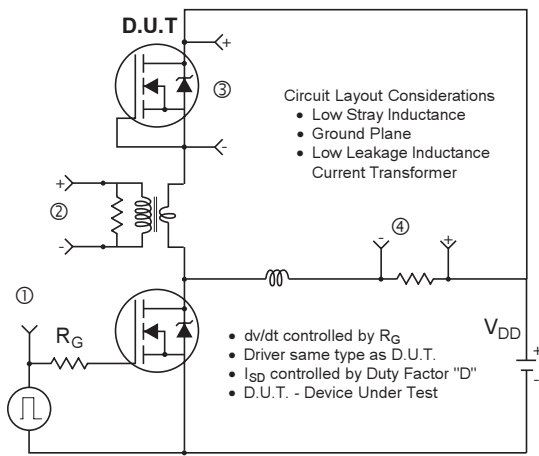 D.U.T
+
③
-
Circuit Layout Considerations
• Low Stray Inductance
• Ground Plane
• Low Leakage Inductance
Current Transformer
+
②
-
④
-
+
①
R_G
V_DD
+
-
• dv/dt controlled by R_G
• Driver same type as D.U.T.
• I_SD controlled by Duty Factor "D"
• D.U.T. - Device Under Test